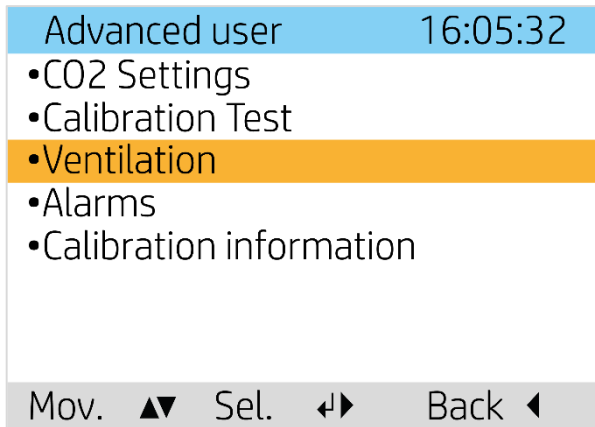 Advanced user 16:05:32
•CO2 Settings
•Calibration Test
•Ventilation
•Alarms
•Calibration information
Mov. ▲▼ Sel. ↲▶ Back ◀